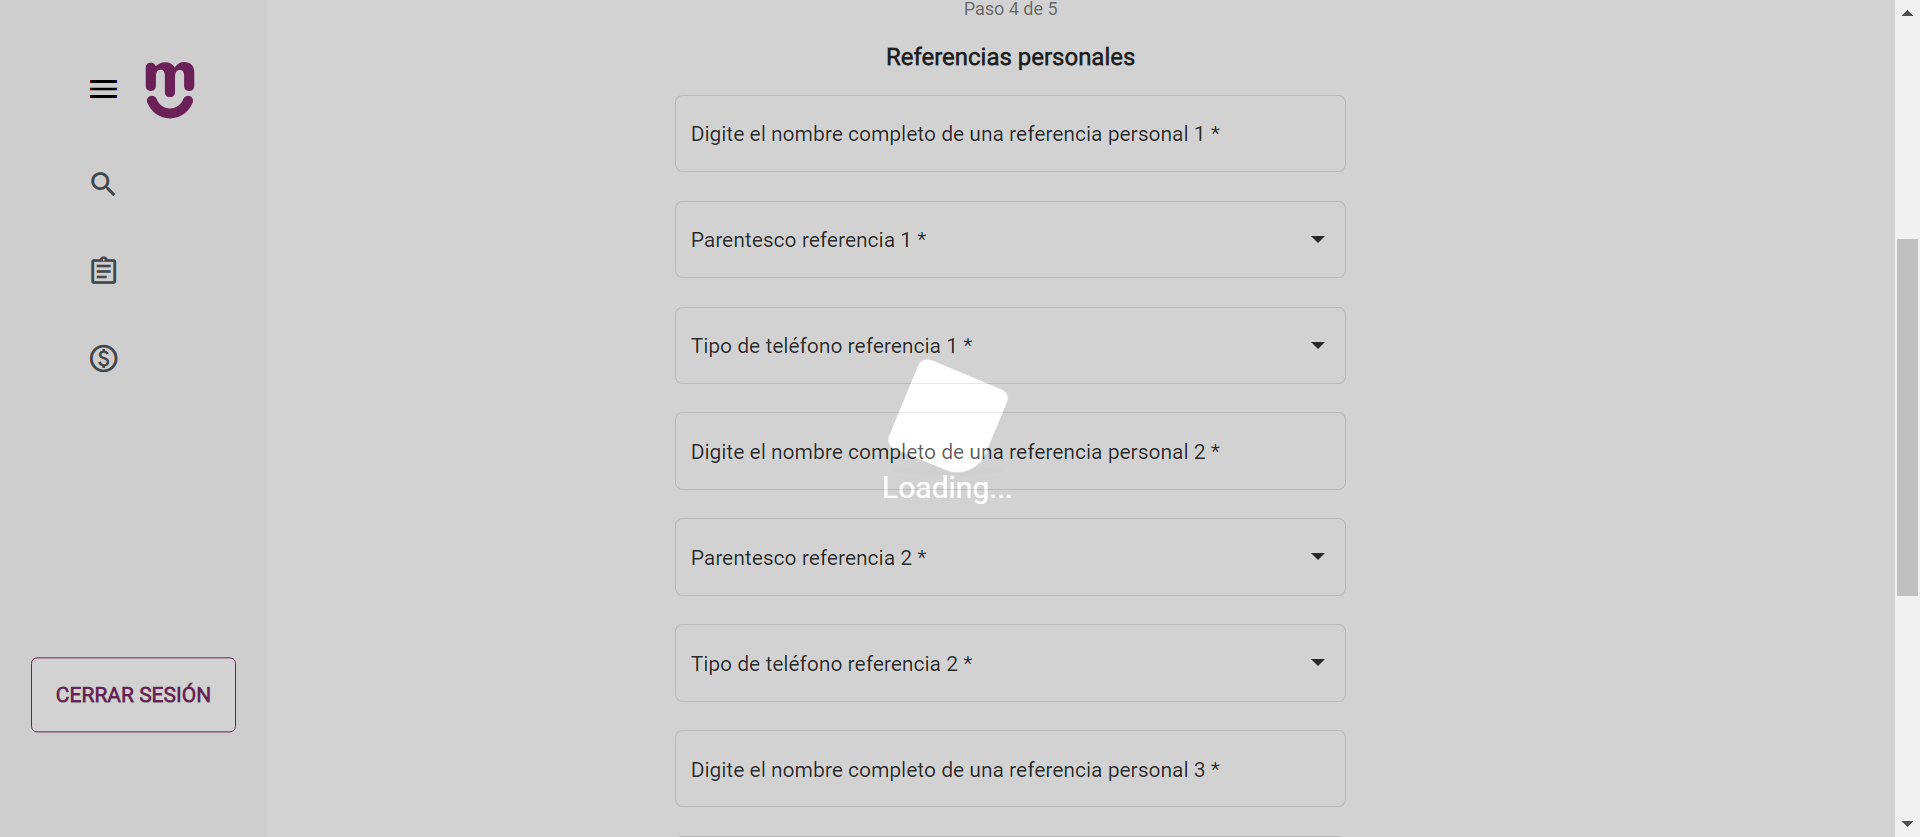 Paso 4 de 5
Referencias personales
Digite el nombre completo de una referencia personal 1 *
Parentesco referencia 1 *
Tipo de teléfono referencia 1 *
Digite el nombre completo de una referencia personal 2 *
Loading...
Parentesco referencia 2 *
Tipo de teléfono referencia 2 *
CERRAR SESIÓN
Digite el nombre completo de una referencia personal 3 *